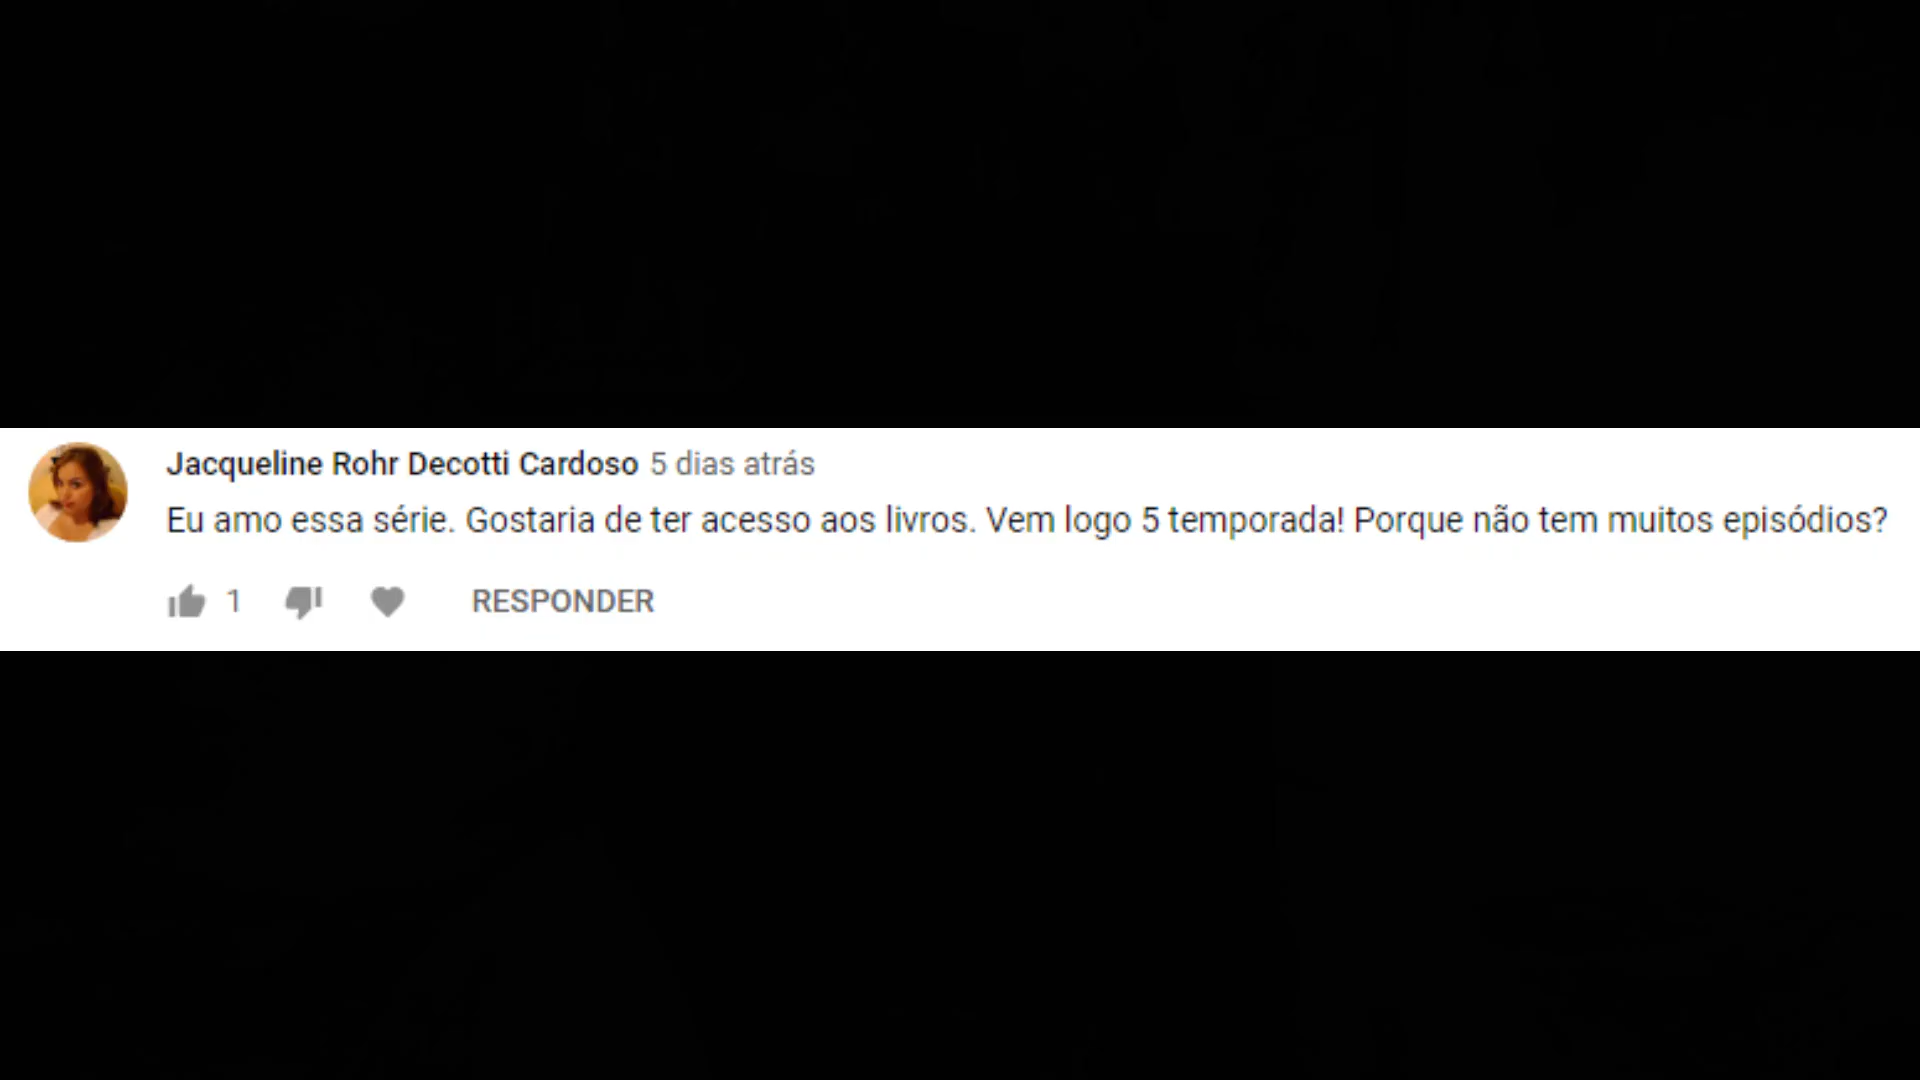 Jacqueline Rohr Decotti Cardoso 5 dias atrás
Eu amo essa série. Gostaria de ter acesso aos livros. Vem logo 5 temporada! Porque não tem muitos episódios?
1 RESPONDER